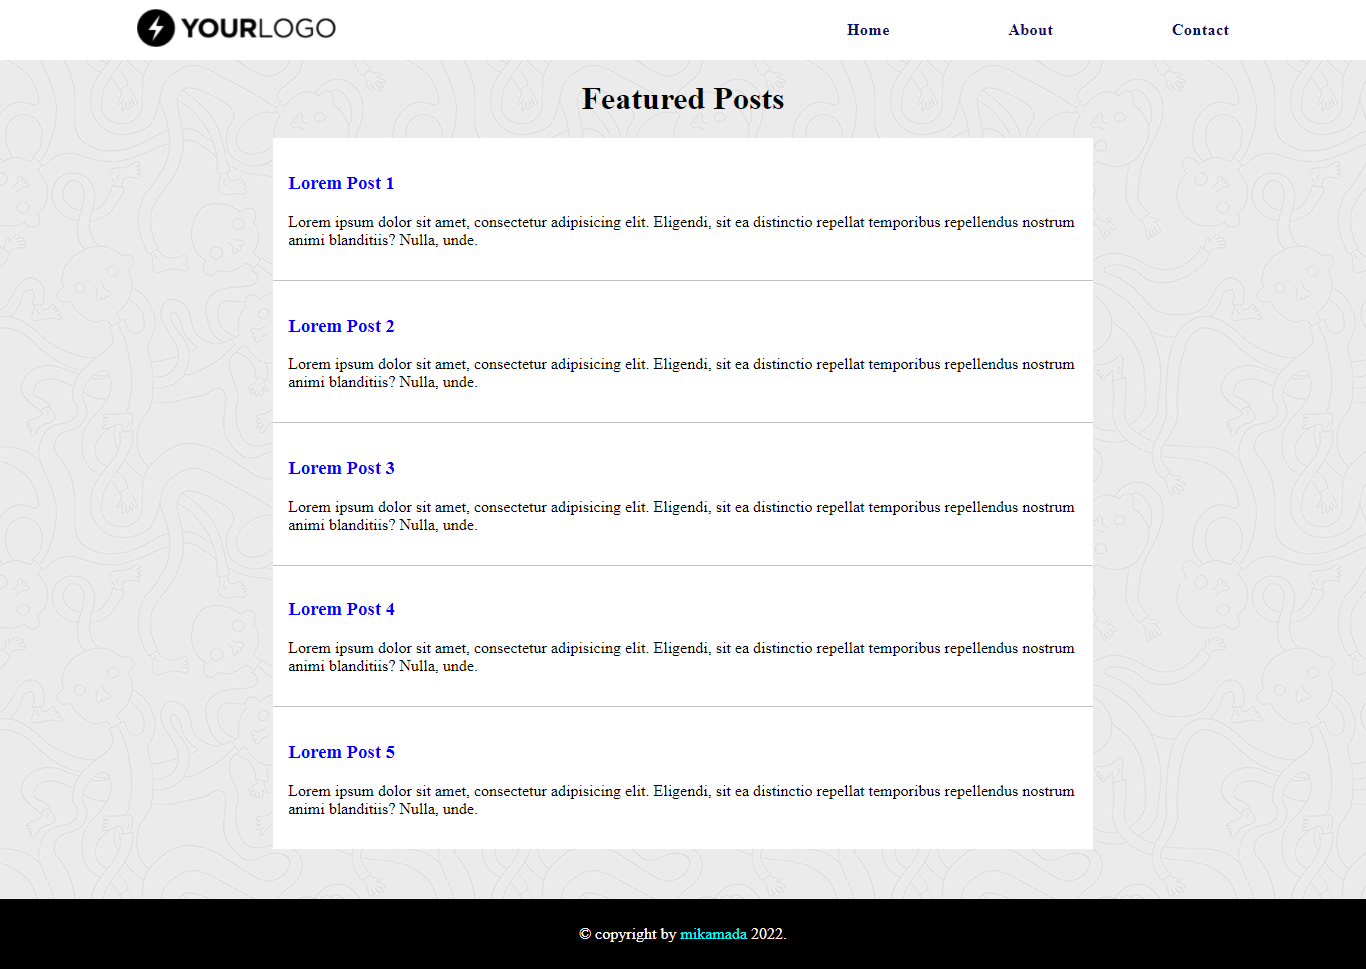 YOURLOGO
Home About Contact
Featured Posts
Lorem Post 1
Lorem ipsum dolor sit amet, consectetur adipisicing elit. Eligendi, sit ea distinctio repellat temporibus repellendus nostrum
animi blanditiis? Nulla, unde.
Lorem Post 2
Lorem ipsum dolor sit amet, consectetur adipisicing elit. Eligendi, sit ea distinctio repellat temporibus repellendus nostrum
animi blanditiis? Nulla, unde.
Lorem Post 3
Lorem ipsum dolor sit amet, consectetur adipisicing elit. Eligendi, sit ea distinctio repellat temporibus repellendus nostrum
animi blanditiis? Nulla, unde.
Lorem Post 4
Lorem ipsum dolor sit amet, consectetur adipisicing elit. Eligendi, sit ea distinctio repellat temporibus repellendus nostrum
animi blanditiis? Nulla, unde.
Lorem Post 5
Lorem ipsum dolor sit amet, consectetur adipisicing elit. Eligendi, sit ea distinctio repellat temporibus repellendus nostrum
animi blanditiis? Nulla, unde.
© copyright by mikamada 2022.